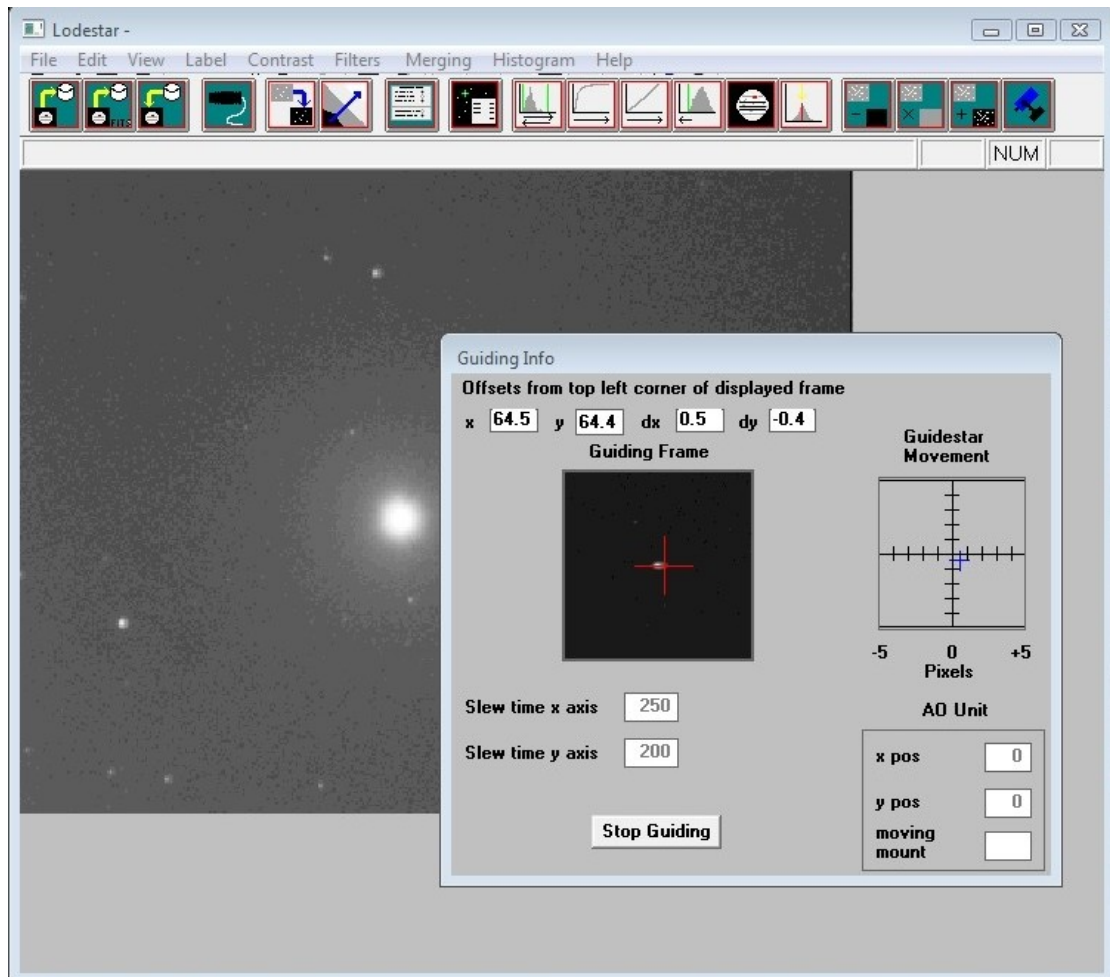 Lodestar -
File Edit View Label Contrast Filters Merging Histogram Help
FITS
NUM
Guiding Info
Offsets from top left corner of displayed frame
x 64.5 y 64.4 dx 0.5 dy -0.4
Guiding Frame
Guidestar
Movement
-5 0 +5
Pixels
Slew time x axis 250
Slew time y axis 200
Stop Guiding
AO Unit
x pos 0
y pos 0
moving
mount